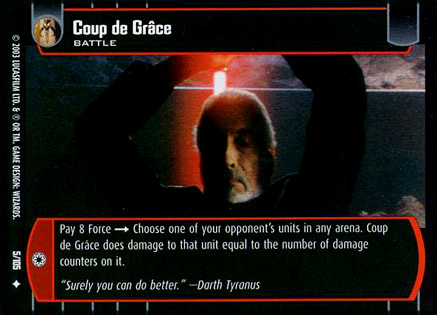 Coup de Grâce
BATTLE
Pay 8 Force → Choose one of your opponent's units in any arena. Coup
de Grâce does damage to that unit equal to the number of damage
counters on it.
"Surely you can do better." –Darth Tyranus
© 2003 LUCASFILM LTD. & ® OR TM. GAME DESIGN: WIZARDS.
5/105